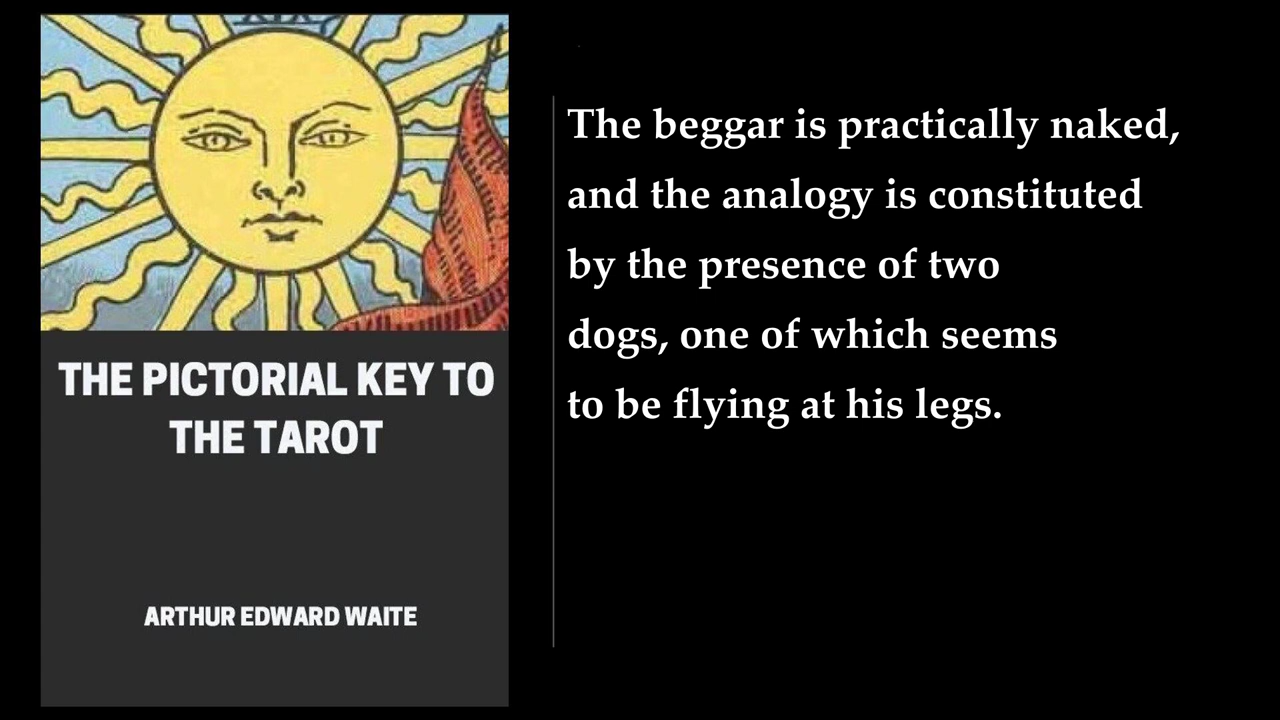 XIX
THE PICTORIAL KEY TO
THE TAROT
ARTHUR EDWARD WAITE
The beggar is practically naked,
and the analogy is constituted
by the presence of two
dogs, one of which seems
to be flying at his legs.